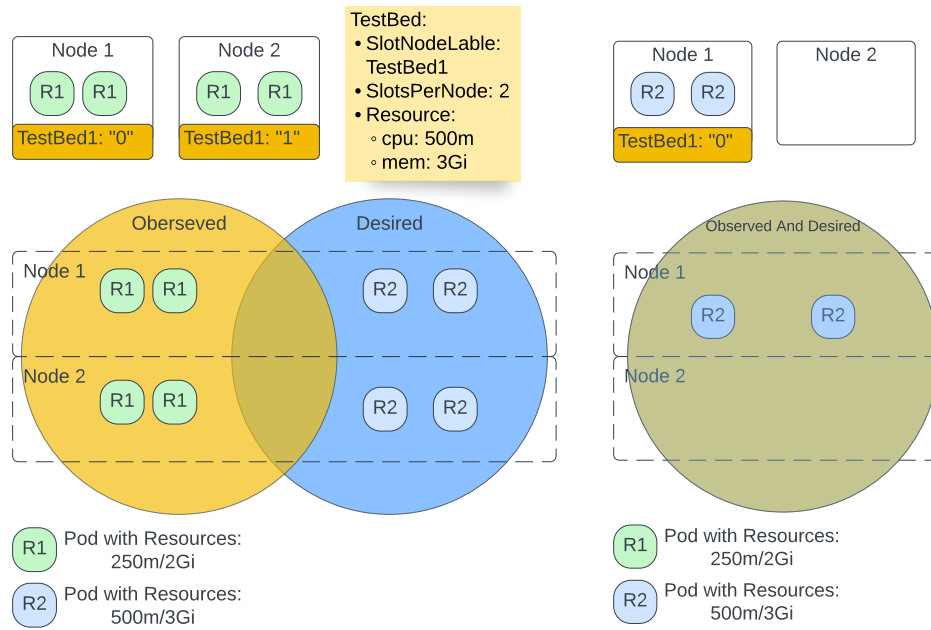 Node 1
R1
R1
TestBed1: "0"
Node 2
R1
R1
TestBed1: "1"
TestBed:
• SlotNodeLable:
TestBed1
• SlotsPerNode: 2
• Resource:
◦ cpu: 500m
◦ mem: 3Gi
Oberseved
Desired
Node 1
R1
R1
R2
R2
Node 2
R1
R1
R2
R2
R1
Pod with Resources:
250m/2Gi
R2
Pod with Resources:
500m/3Gi
Node 1
R2
R2
TestBed1: "0"
Node 2
Observed And Desired
Node 1
R2
R2
Node 2
R1
Pod with Resources:
250m/2Gi
R2
Pod with Resources:
500m/3Gi